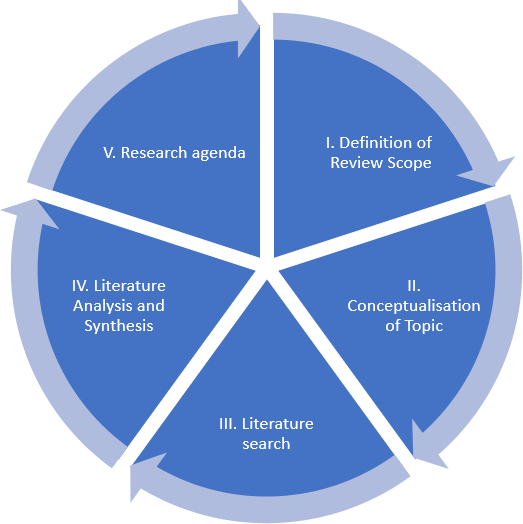 I. Definition of
Review Scope
II.
Conceptualisation
of Topic
III. Literature
search
IV. Literature
Analysis and
Synthesis
V. Research agenda